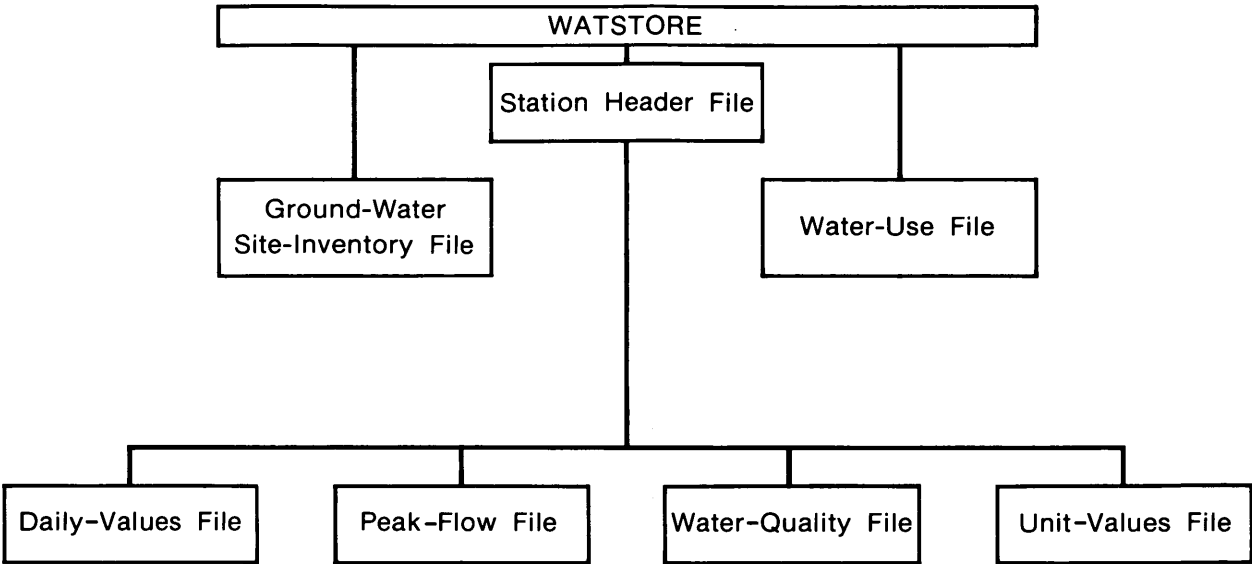 WATSTORE
Station Header File
Ground-Water
Site-Inventory File
Water-Use File
Daily-Values File
Peak-Flow File
Water-Quality File
Unit-Values File